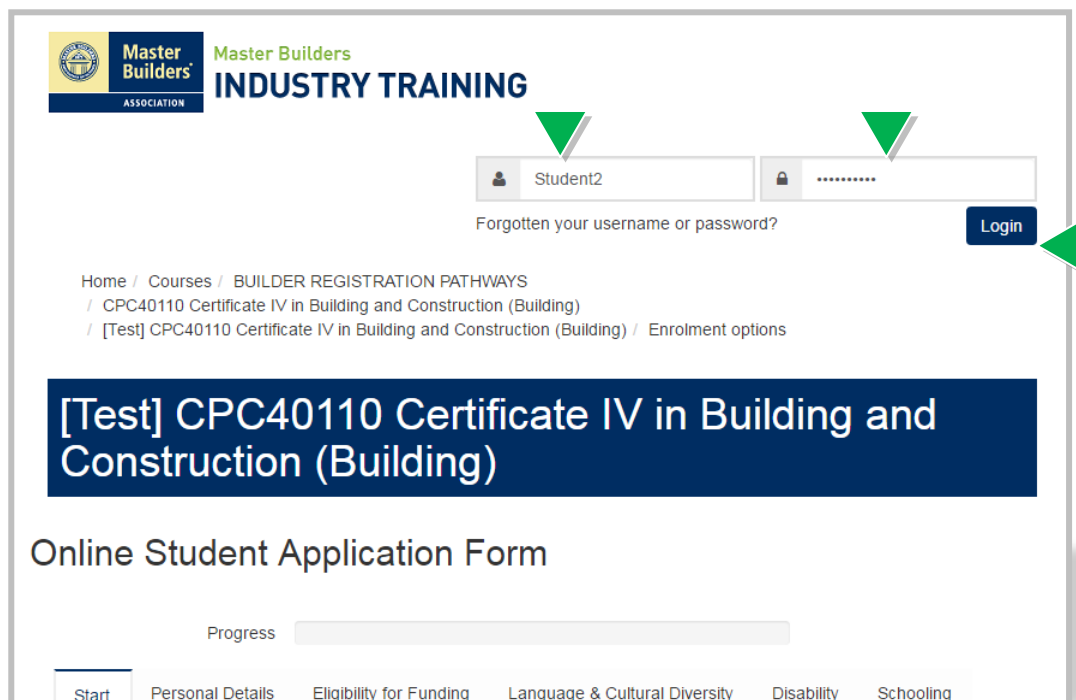 Master
Builders
ASSOCIATION
Master Builders
INDUSTRY TRAINING
Student2
••••••••••
Forgotten your username or password?
Login
Home / Courses / BUILDER REGISTRATION PATHWAYS
/ CPC40110 Certificate IV in Building and Construction (Building)
/ [Test] CPC40110 Certificate IV in Building and Construction (Building) / Enrolment options
[Test] CPC40110 Certificate IV in Building and
Construction (Building)
Online Student Application Form
Progress
Start Personal Details Eligibility for Funding Language & Cultural Diversity Disability Schooling